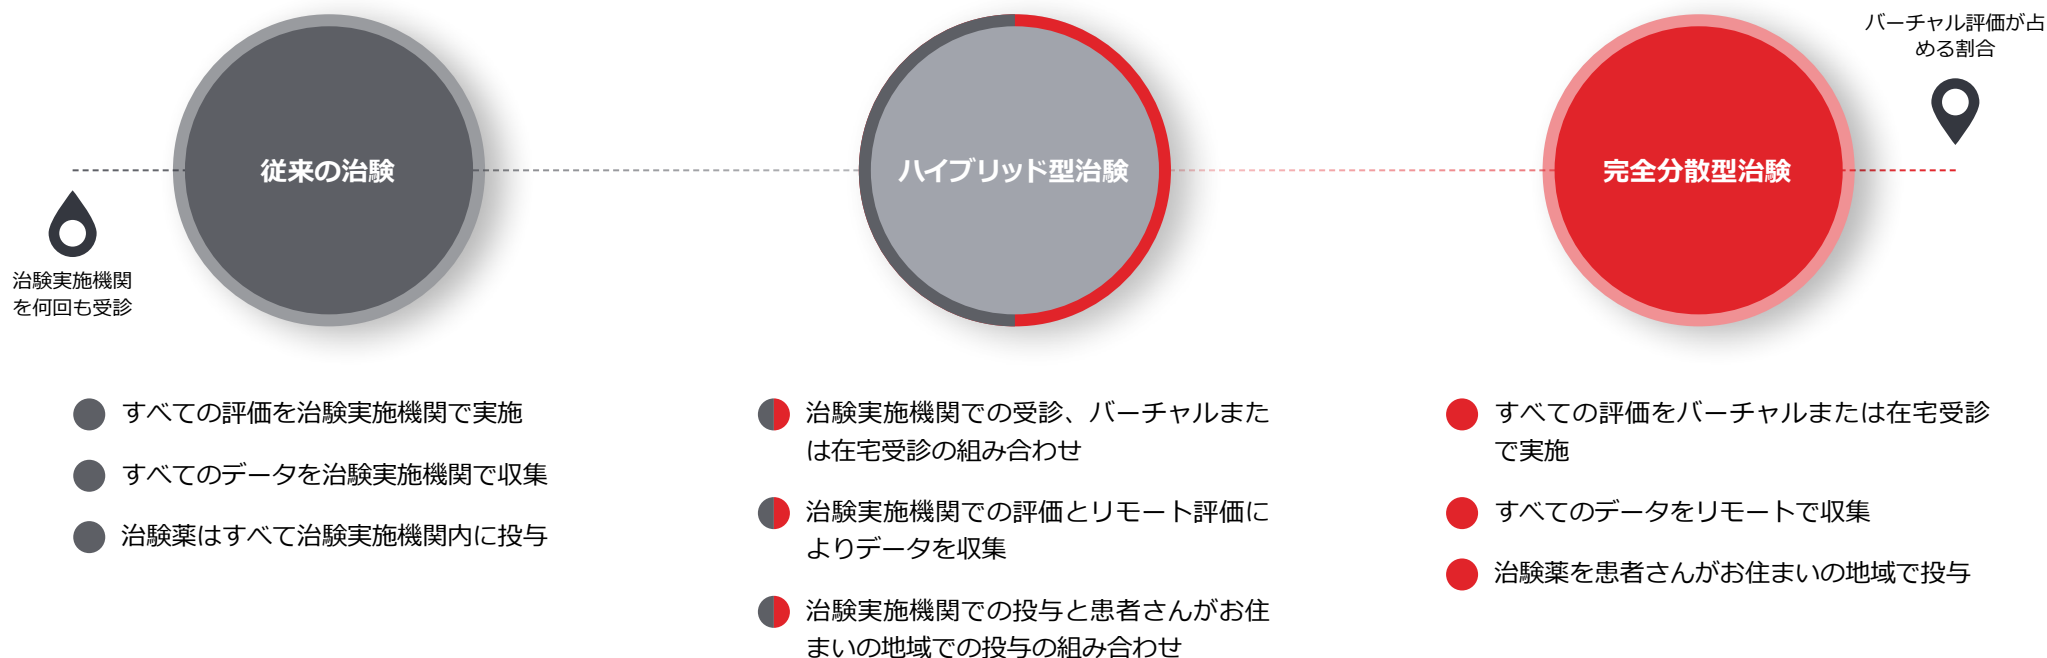 バーチャル評価が占
める割合
従来の治験
ハイブリッド型治験
完全分散型治験
治験実施機関
を何回も受診
すべての評価を治験実施機関で実施
すべてのデータを治験実施機関で収集
治験薬はすべて治験実施機関内に投与
治験実施機関での受診、バーチャルまた
は在宅受診の組み合わせ
治験実施機関での評価とリモート評価に
よりデータを収集
治験実施機関での投与と患者さんがお住
まいの地域での投与の組み合わせ
すべての評価をバーチャルまたは在宅受診
で実施
すべてのデータをリモートで収集
治験薬を患者さんがお住まいの地域で投与